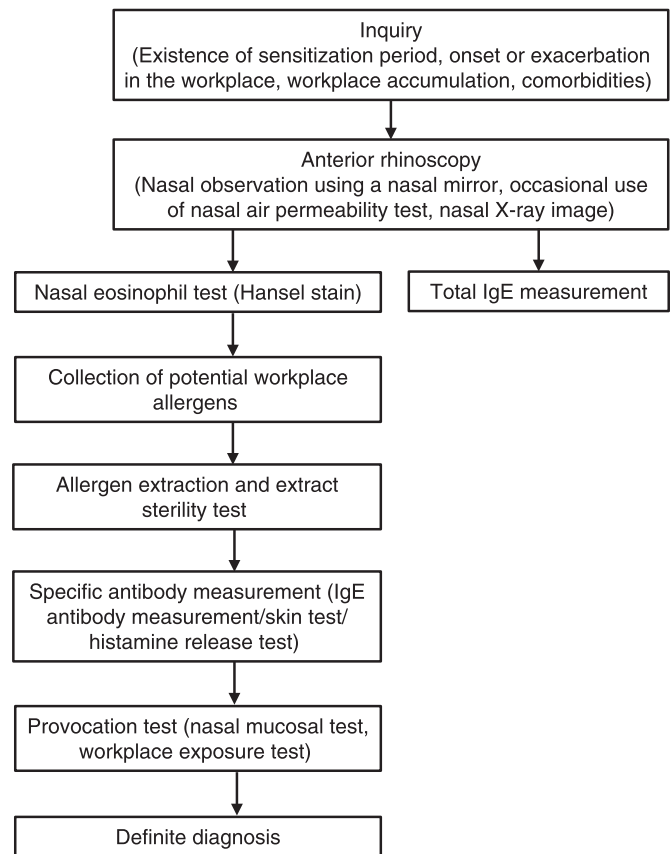 Inquiry
(Existence of sensitization period, onset or exacerbation
in the workplace, workplace accumulation, comorbidities)
Anterior rhinoscopy
(Nasal observation using a nasal mirror, occasional use
of nasal air permeability test, nasal X-ray image)
Nasal eosinophil test (Hansel stain)
Total IgE measurement
Collection of potential workplace
allergens
Allergen extraction and extract
sterility test
Specific antibody measurement (IgE
antibody measurement/skin test/
histamine release test)
Provocation test (nasal mucosal test,
workplace exposure test)
Definite diagnosis